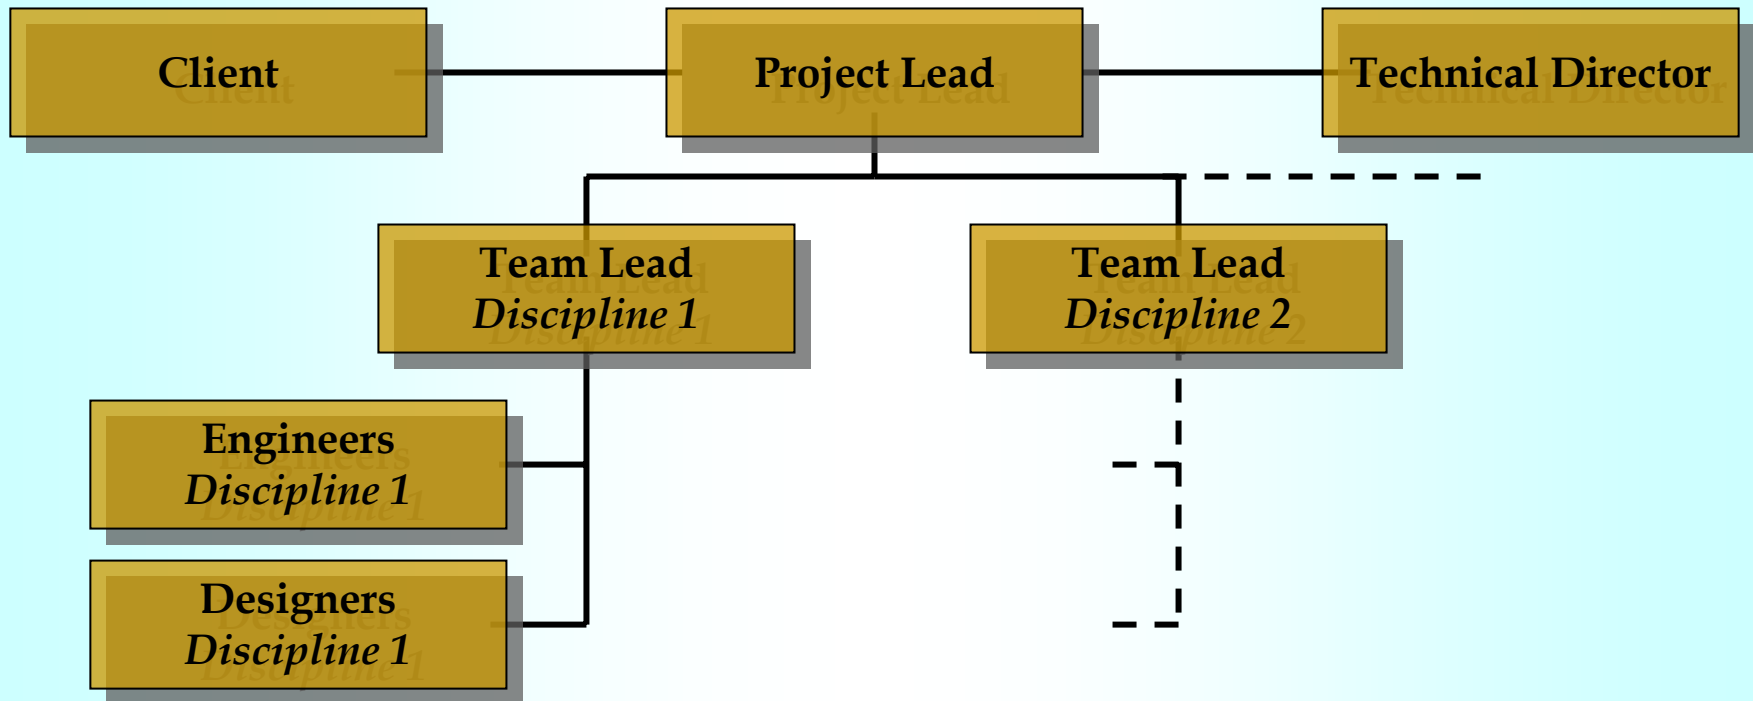 Client
Project Lead
Technical Director
Team Lead
Discipline 1
Team Lead
Discipline 2
Engineers
Discipline 1
Designers
Discipline 1